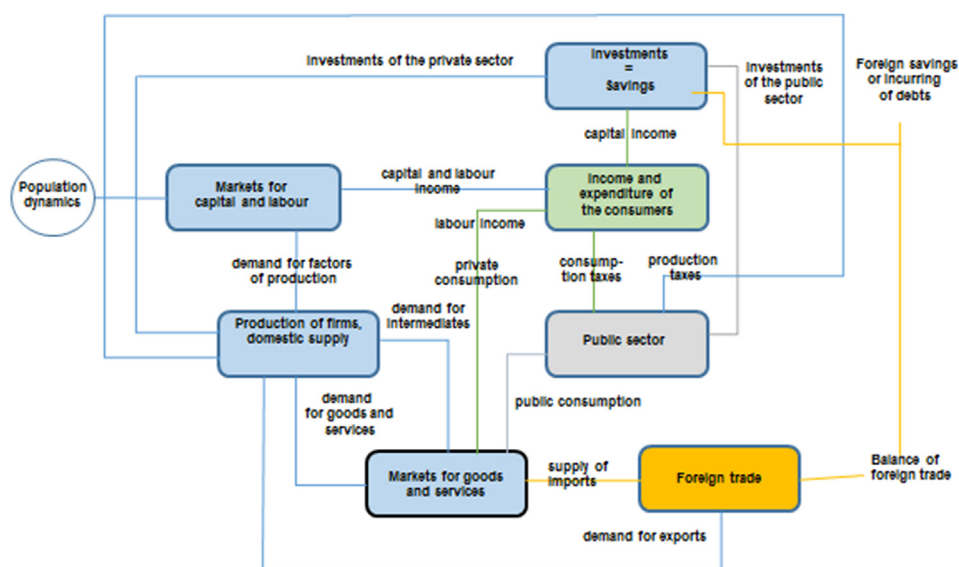 Investments of the private sector
Investments
=
Savings
Investments
of the public
sector
Foreign savings
or incurring
of debts
capital income
Population
dynamics
Markets for
capital and labour
capital and labour
income
Income and
expenditure of
the consumers
labour income
demand for factors
of production
private
consumption
consump-
tion taxes
production
taxes
demand for
intermediates
Production of firms,
domestic supply
Public sector
demand
for goods and
services
public consumption
Markets for goods
and services
supply of
imports
Foreign trade
Balance of
foreign trade
demand for exports